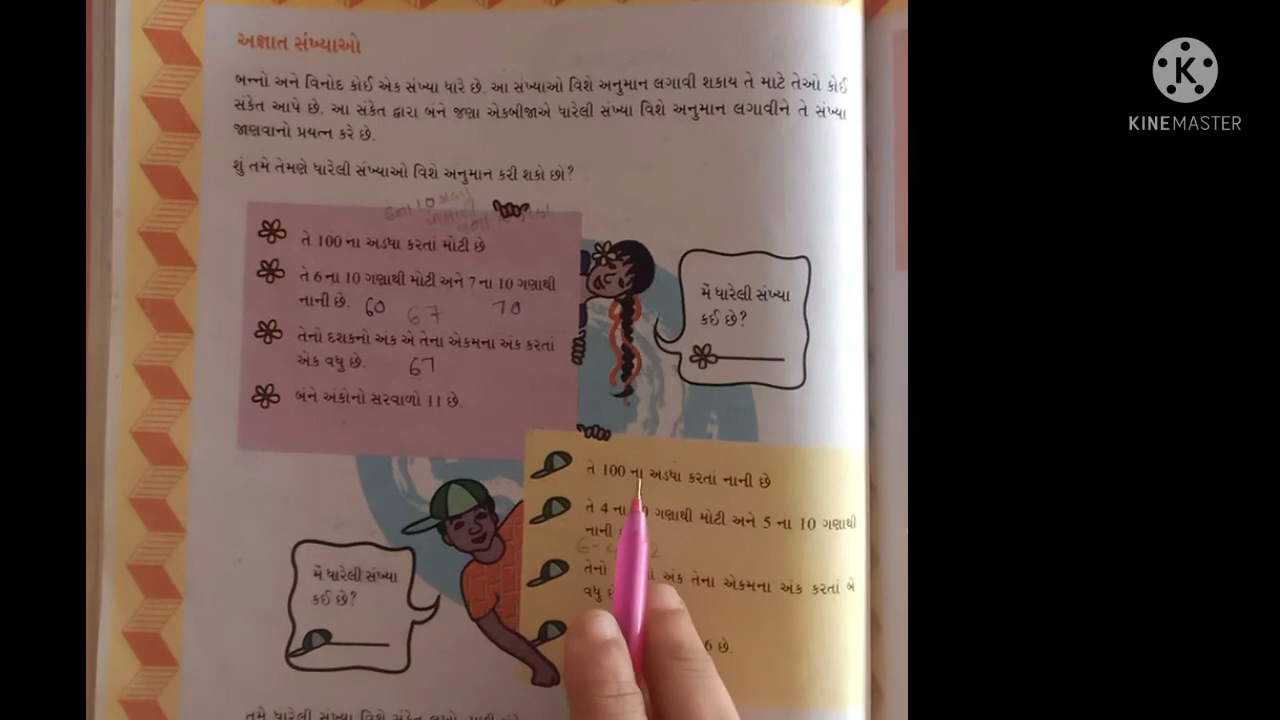 અજ્ઞાત સંખ્યાઓ
બન્નો અને વિનોદ કોઈ એક સંખ્યા ધારે છે. આ સંખ્યાઓ વિશે અનુમાન લગાવી શકાય તે માટે તેઓ કોઈ
સંકેત આપે છે. આ સંકેત દ્વારા બંને જણા એકબીજાએ ધારેલી સંખ્યા વિશે અનુમાન લગાવીને તે સંખ્યા
જાણવાનો પ્રયત્ન કરે છે.
શું તમે તેમણે ધારેલી સંખ્યાઓ વિશે અનુમાન કરી શકો છો?
તે 100 ના અડધા કરતાં મોટી છે
તે 6 ના 10 ગણાથી મોટી અને 7 ના 10 ગણાથી
નાની છે. 60 67 70
તેનો દશકનો અંક એ તેના એકમના અંક કરતાં
એક વધુ છે. 67
બંને અંકોનો સરવાળો 11 છે.
મેં ધારેલી સંખ્યા
કઈ છે?
તે 100 ના અડધા કરતાં નાની છે
તે 4 ના ગણાથી મોટી અને 5 ના 10 ગણાથી
નાની
તેનો અંક તેના એકમના અંક કરતાં બે
વધુ
6 છે.
મેં ધારેલી સંખ્યા
કઈ છે?
તમે ધારેલી સંખ્યા વિશે સંકેત
KINEMASTER